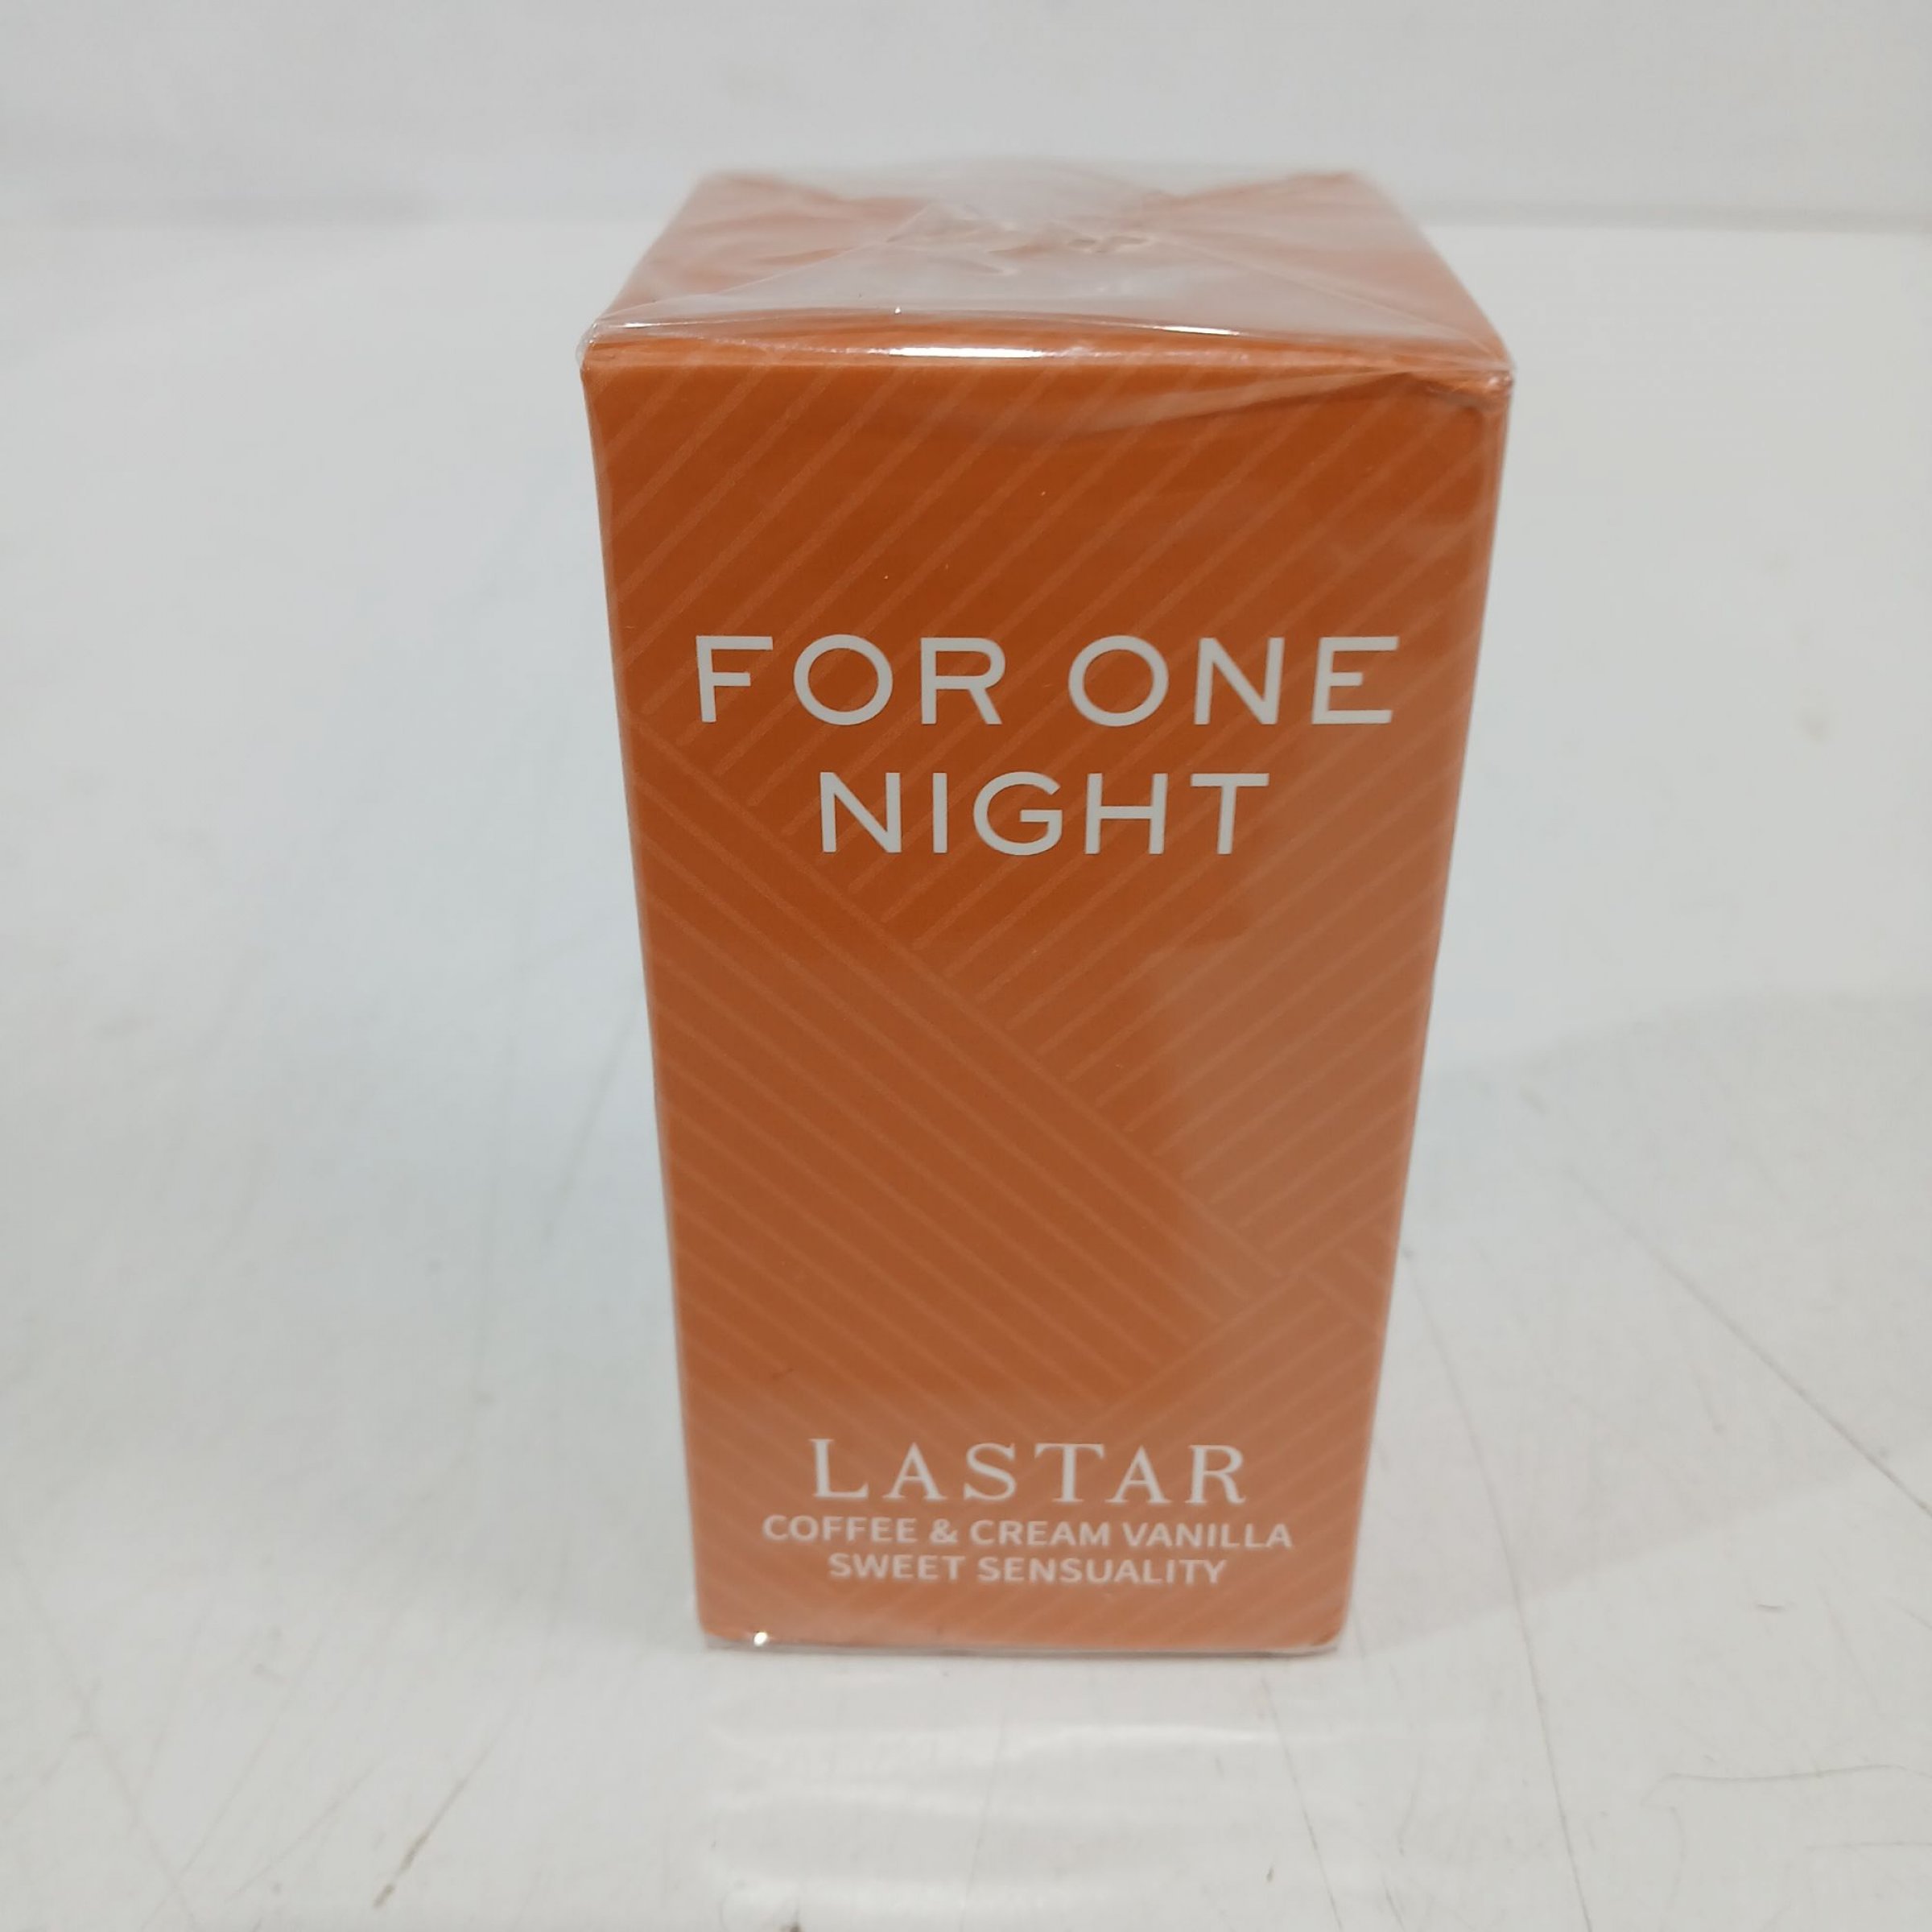 FOR ONE
NIGHT
LASTAR
COFFEE & CREAM VANILLA
SWEET SENSUALITY